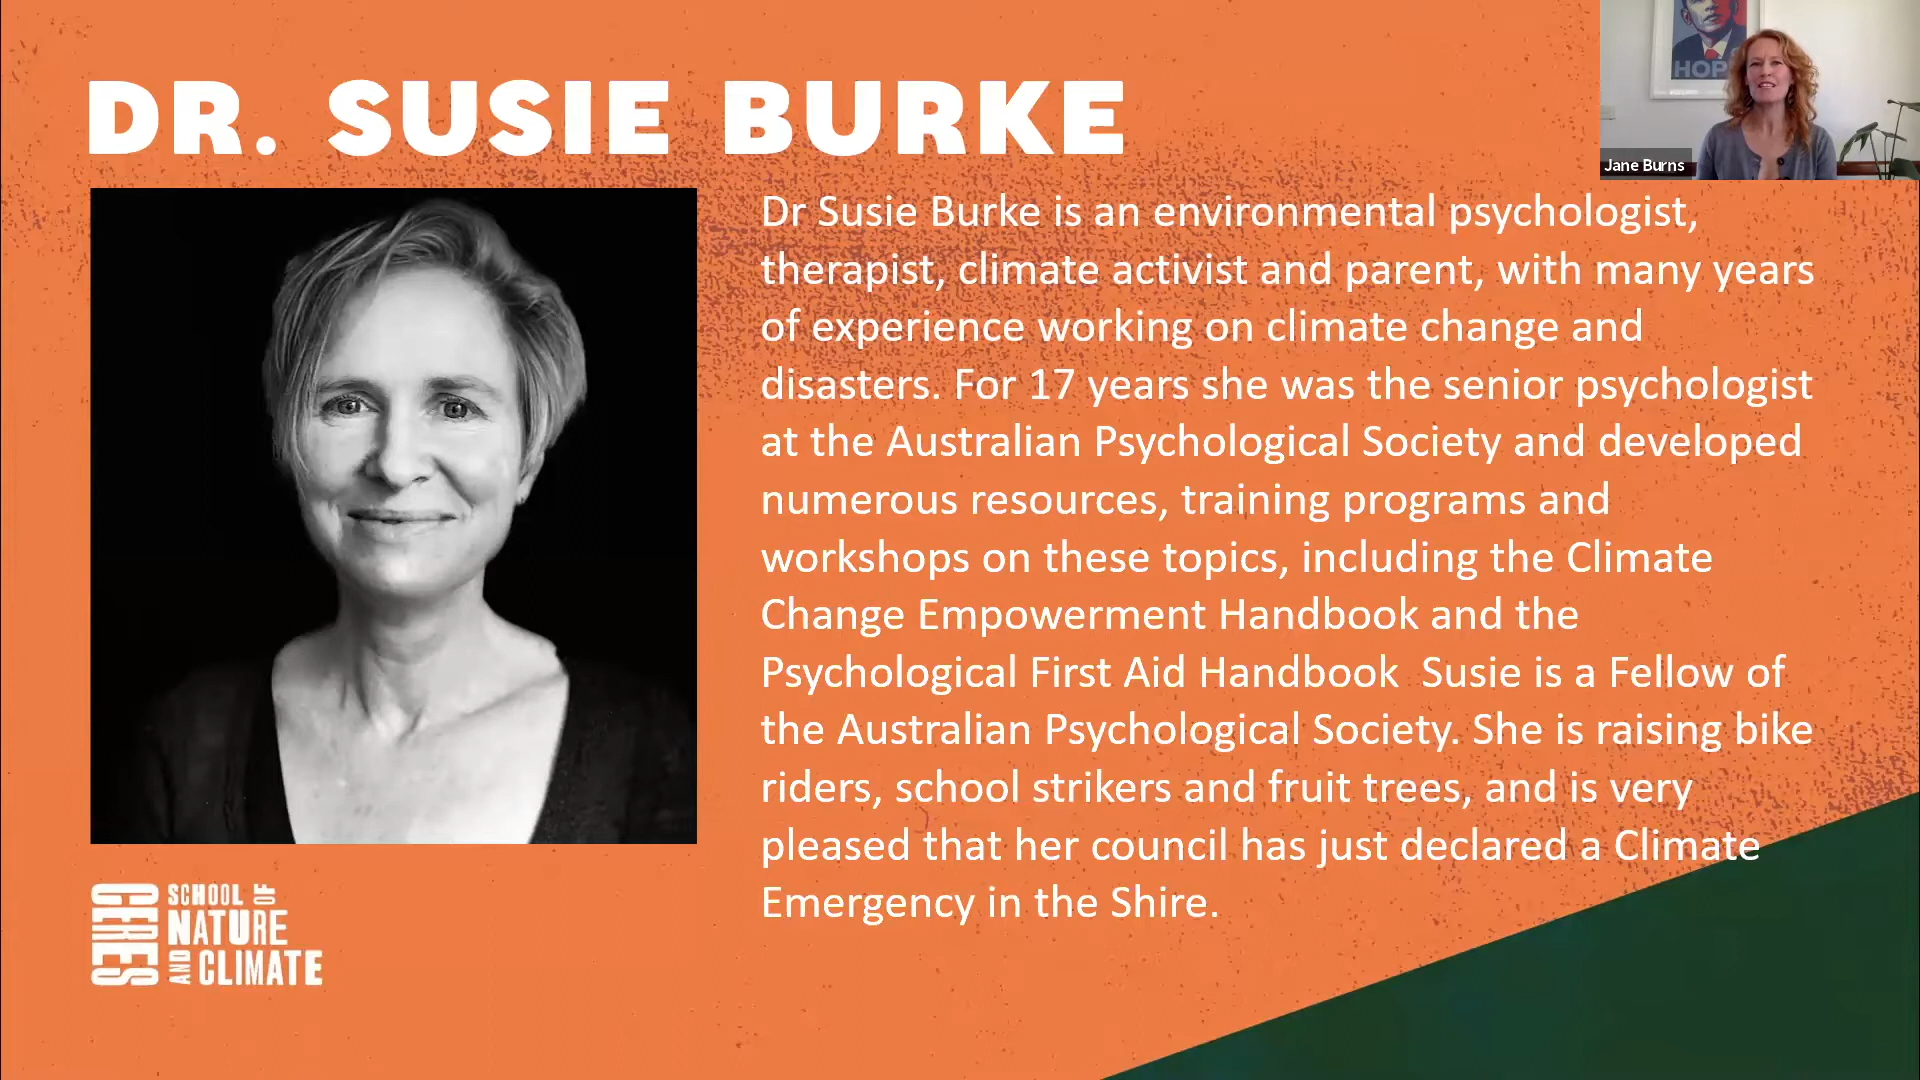 DR. SUSIE BURKE
HOP
Jane Burns
Dr Susie Burke is an environmental psychologist,
therapist, climate activist and parent, with many years
of experience working on climate change and
disasters. For 17 years she was the senior psychologist
at the Australian Psychological Society and developed
numerous resources, training programs and
workshops on these topics, including the Climate
Change Empowerment Handbook and the
Psychological First Aid Handbook  Susie is a Fellow of
the Australian Psychological Society. She is raising bike
riders, school strikers and fruit trees, and is very
pleased that her council has just declared a Climate
Emergency in the Shire.
CERES
SCHOOL OF
NATURE
AND CLIMATE